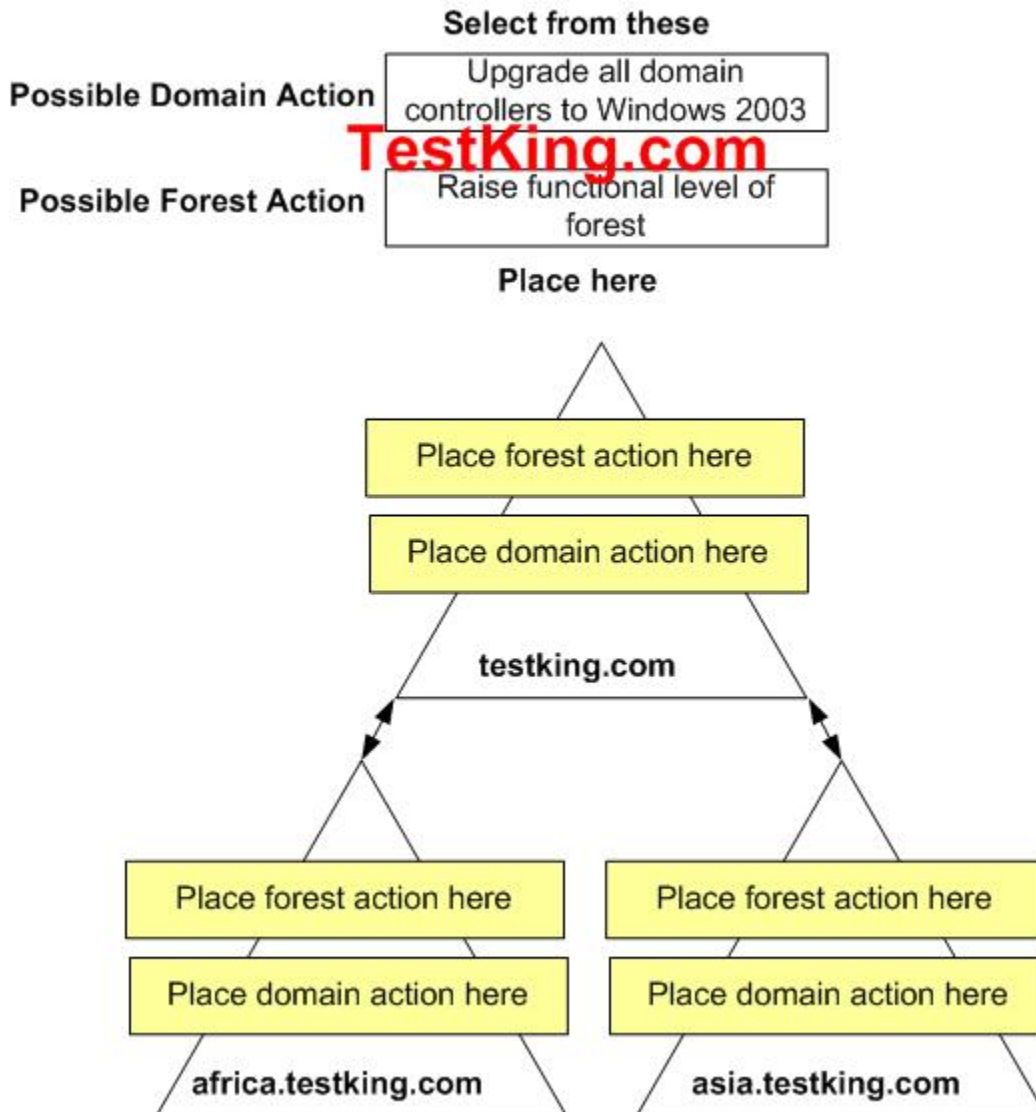 Select from these
Possible Domain Action
Upgrade all domain
controllers to Windows 2003
TestKing.com
Possible Forest Action
Raise functional level of
forest
Place here
Place forest action here
Place domain action here
testking.com
Place forest action here
Place forest action here
Place domain action here
Place domain action here
africa.testking.com
asia.testking.com